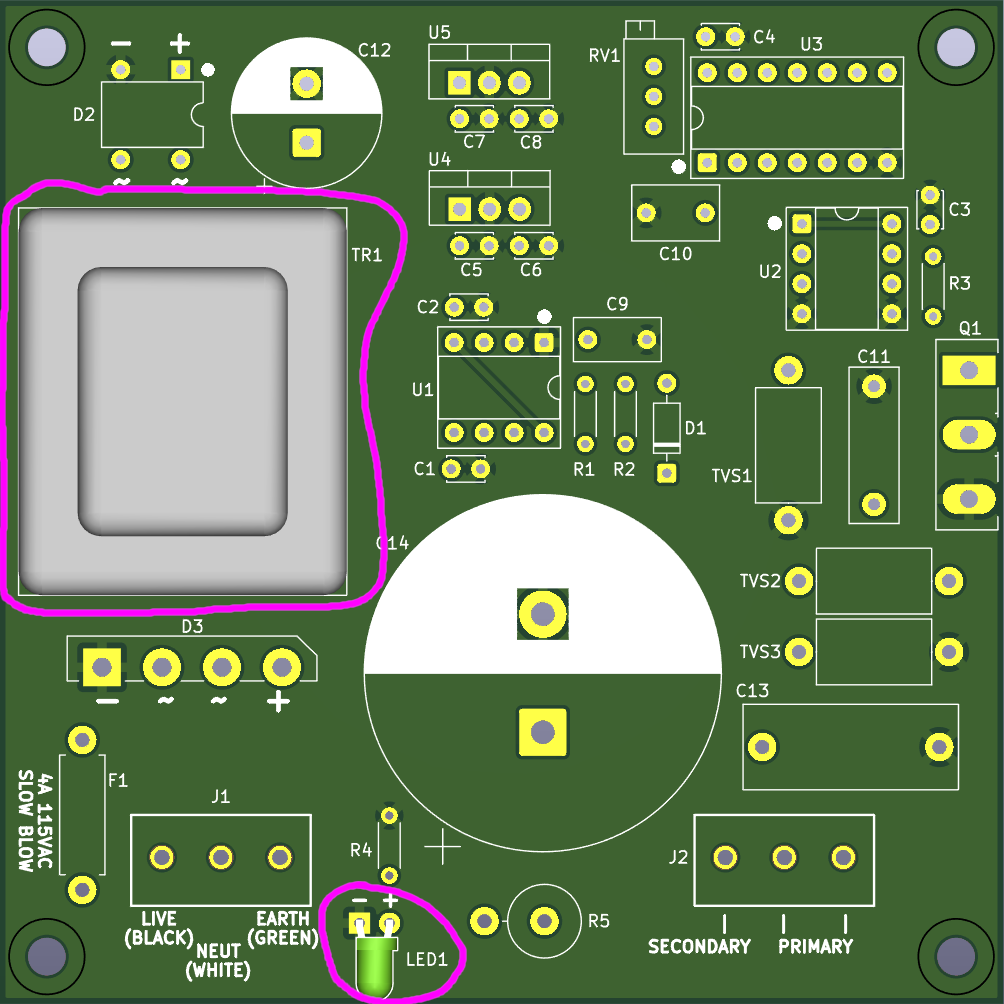 − +
C12
U5
RV1
C4
U3
D2
C7 C8
U4
~ ~
+
TR1
C5 C6
C10
C3
U2
R3
C2
C9
Q1
U1
C11
D1
C1
R1 R2
TVS1
C14
TVS2
D3
TVS3
− ~ ~ +
C13
F1
4A 115VAC
SLOW BLOW
J1
R4
+
J2
LIVE
(BLACK)
EARTH
(GREEN)
NEUT
(WHITE)
− +
R5
LED1
SECONDARY
PRIMARY